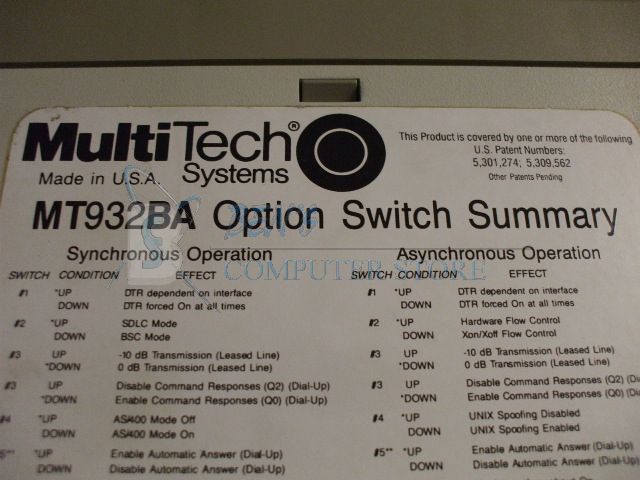 MultiTech® Systems
Made in U.S.A.
This Product is covered by one or more of the following
U.S. Patent Numbers:
5,301,274; 5,309,562
Other Patents Pending
MT932BA Option Switch Summary
Synchronous Operation
SWITCH CONDITION EFFECT
#1 *UP DTR dependent on interface
DOWN DTR forced On at all times
#2 *UP SDLC Mode
DOWN BSC Mode
#3 UP -10 dB Transmission (Leased Line)
*DOWN 0 dB Transmission (Leased Line)
#3 UP Disable Command Responses (Q2) (Dial-Up)
*DOWN Enable Command Responses (Q0) (Dial-Up)
#4 *UP AS/400 Mode Off
DOWN AS/400 Mode On
5** *UP Enable Automatic Answer (Dial-Up)
DOWN Disable Automatic Answer (Dial-Up)
Asynchronous Operation
SWITCH CONDITION EFFECT
#1 *UP DTR dependent on interface
DOWN DTR forced On at all times
#2 *UP Hardware Flow Control
DOWN Xon/Xoff Flow Control
#3 UP -10 dB Transmission (Leased Line)
*DOWN 0 dB Transmission (Leased Line)
#3 UP Disable Command Responses (Q2) (Di
*DOWN Enable Command Responses (Q0) (Dial-
#4 *UP UNIX Spoofing Disabled
DOWN UNIX Spoofing Enabled
#5** *UP Enable Automatic Answer (Dial-Up)
DOWN Disable Automatic Answer (Dial-Up)
COMPUTER STORE